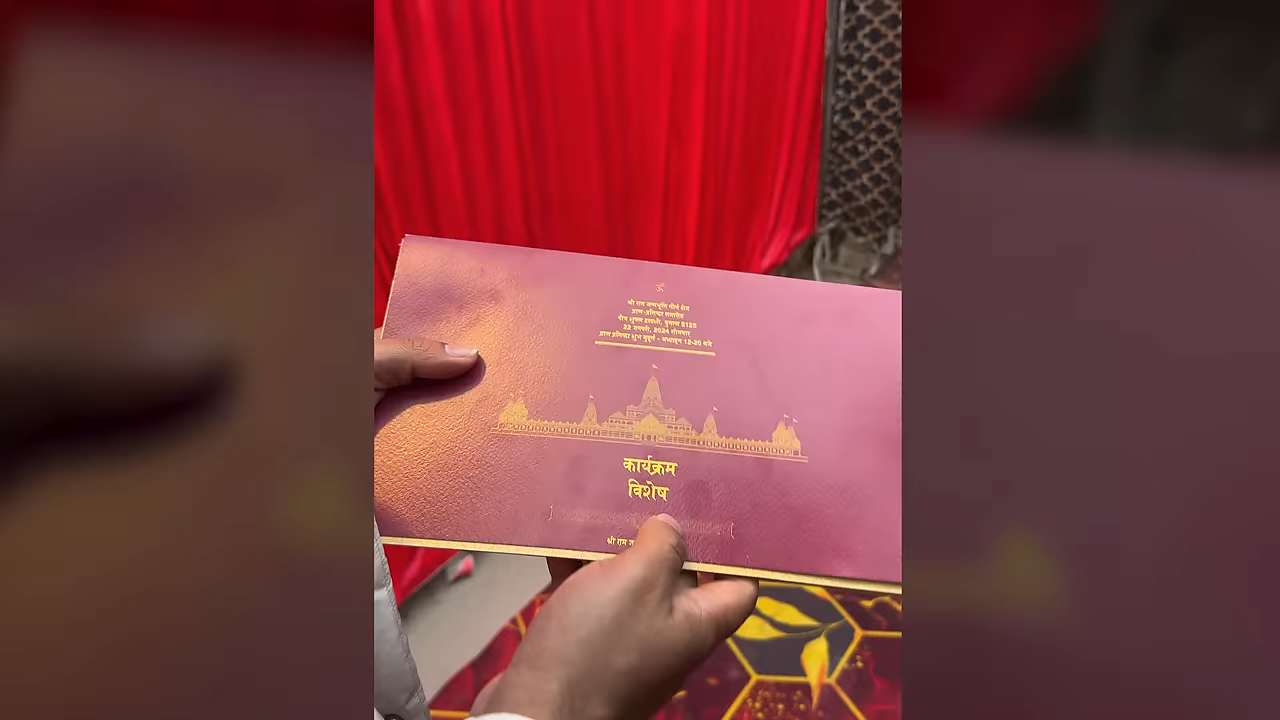 ॐ
श्री राम जन्मभूमि तीर्थ क्षेत्र
प्राण-प्रतिष्ठा समारोह
पौष शुक्ल द्वादशी, युगाब्द 5125
22 जनवरी, 2024 सोमवार
प्राण प्रतिष्ठा शुभ मुहूर्त - मध्याह्न 12-20 बजे
कार्यक्रम
विशेष
श्री राम